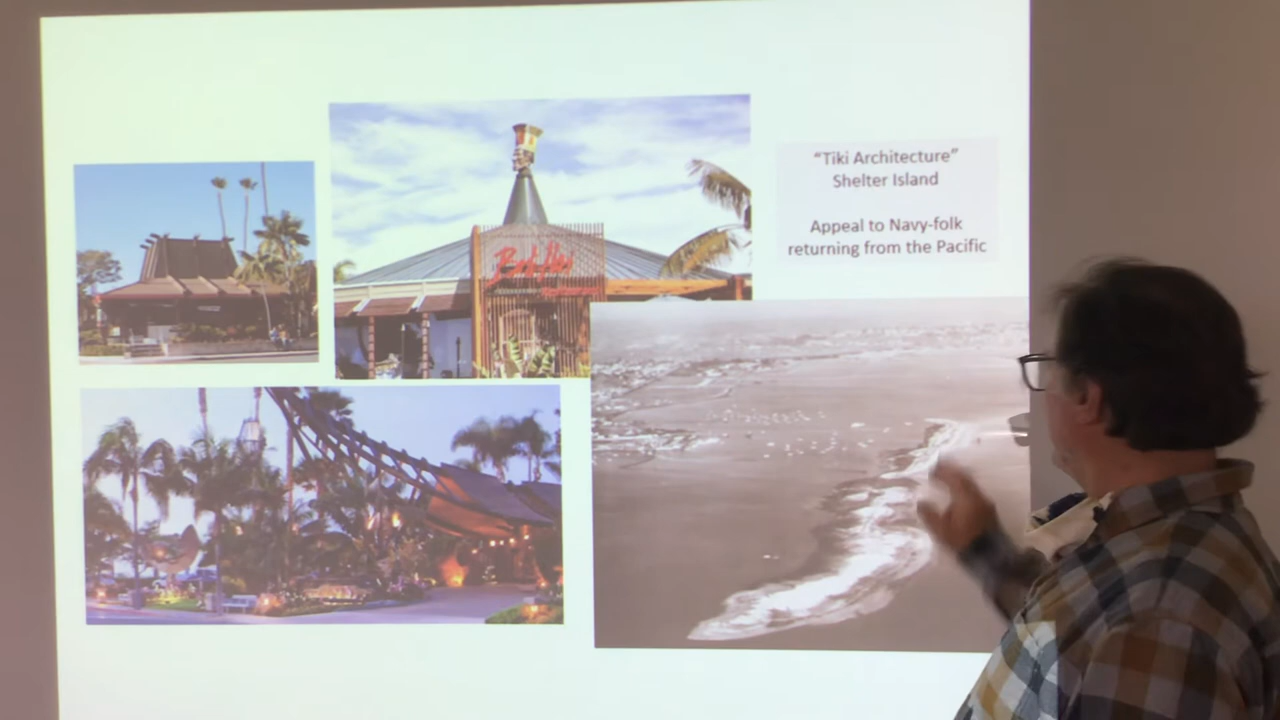 “Tiki Architecture”
Shelter Island
Appeal to Navy-folk
returning from the Pacific